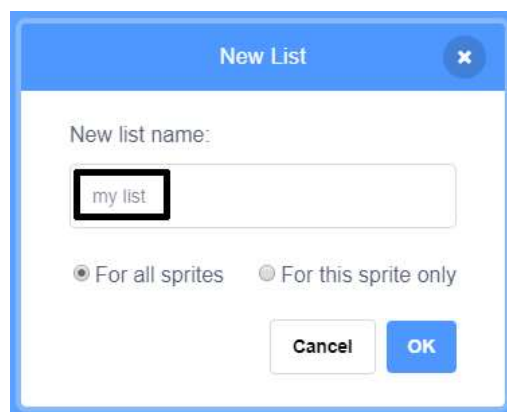 New List
New list name:
my list
For all sprites For this sprite only
Cancel OK